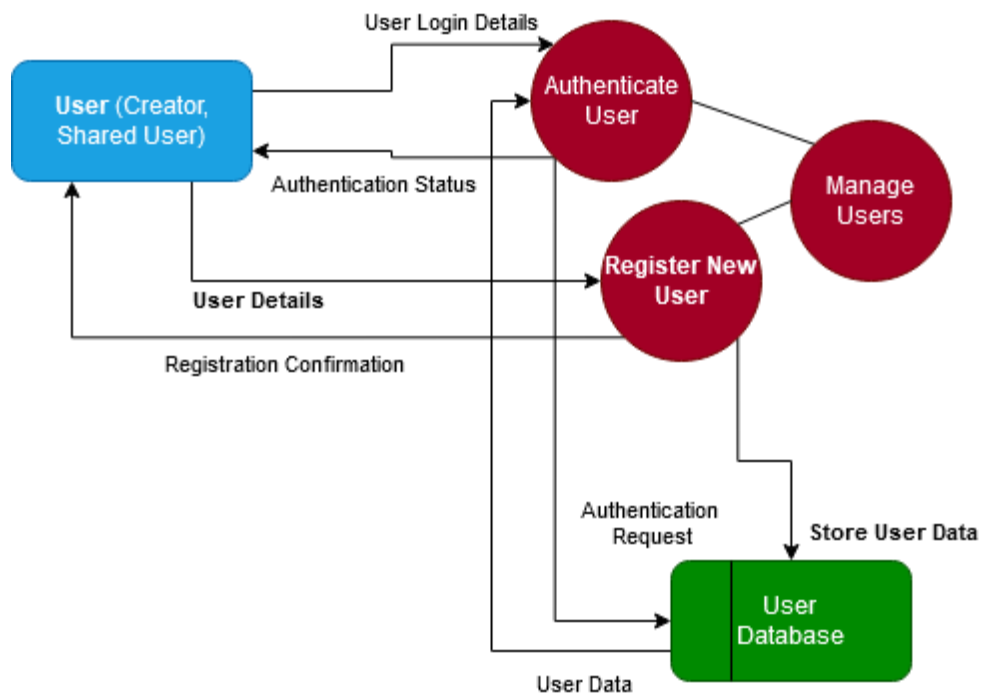 User Login Details
Authenticate
User
User (Creator,
Shared User)
Authentication Status
Manage
Users
Register New
User
User Details
Registration Confirmation
Authentication
Request
Store User Data
User
Database
User Data